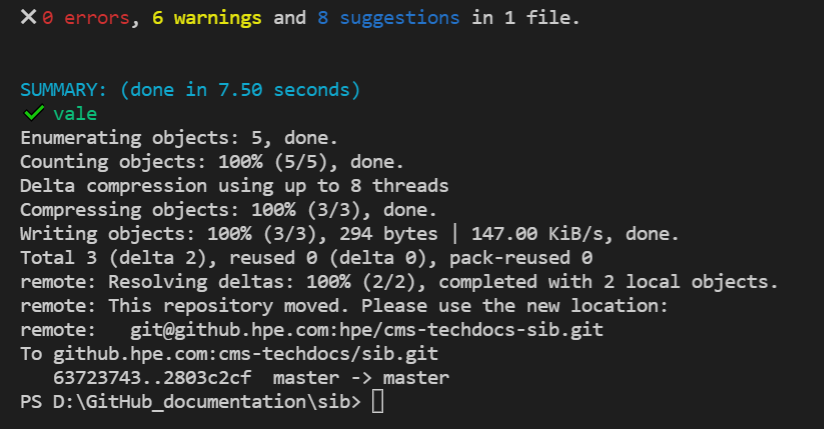 ✖ 0 errors, 6 warnings and 8 suggestions in 1 file.
SUMMARY: (done in 7.50 seconds)
✔ vale
Enumerating objects: 5, done.
Counting objects: 100% (5/5), done.
Delta compression using up to 8 threads
Compressing objects: 100% (3/3), done.
Writing objects: 100% (3/3), 294 bytes | 147.00 KiB/s, done.
Total 3 (delta 2), reused 0 (delta 0), pack-reused 0
remote: Resolving deltas: 100% (2/2), completed with 2 local objects.
remote: This repository moved. Please use the new location:
remote:   git@github.hpe.com:hpe/cms-techdocs-sib.git
To github.hpe.com:cms-techdocs/sib.git
   63723743..2803c2cf  master -> master
PS D:\GitHub_documentation\sib>